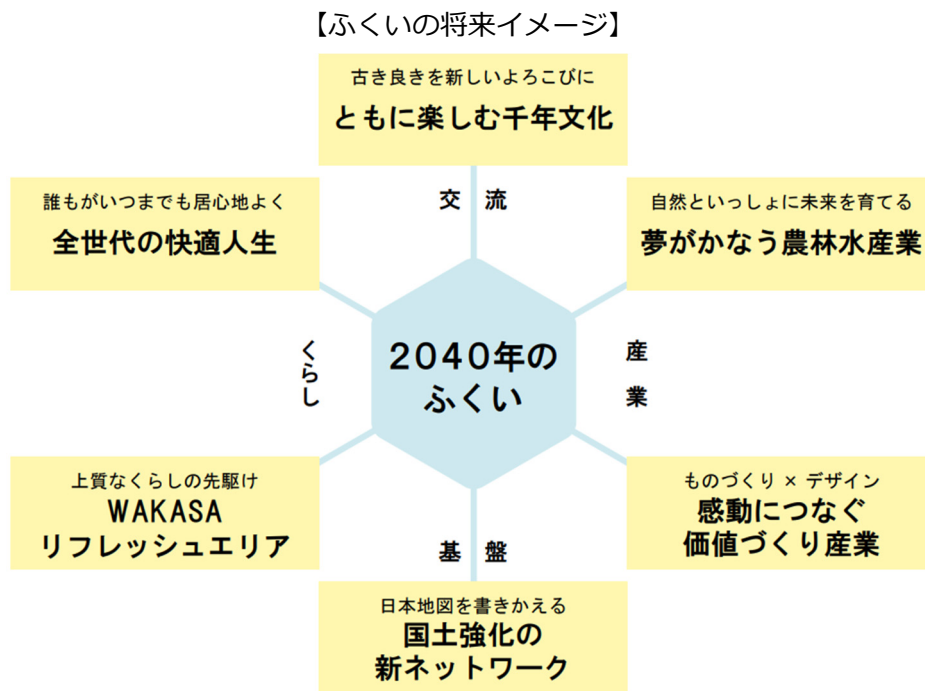 【ふくいの将来イメージ】
古き良きを新しいよろこびに
ともに楽しむ千年文化
交 流
誰もがいつまでも居心地よく
全世代の快適人生
自然といっしょに未来を育てる
夢がかなう農林水産業
くらし
2040年の
ふくい
産業
上質なくらしの先駆け
WAKASA
リフレッシュエリア
ものづくり × デザイン
感動につなぐ
価値づくり産業
基 盤
日本地図を書きかえる
国土強化の
新ネットワーク